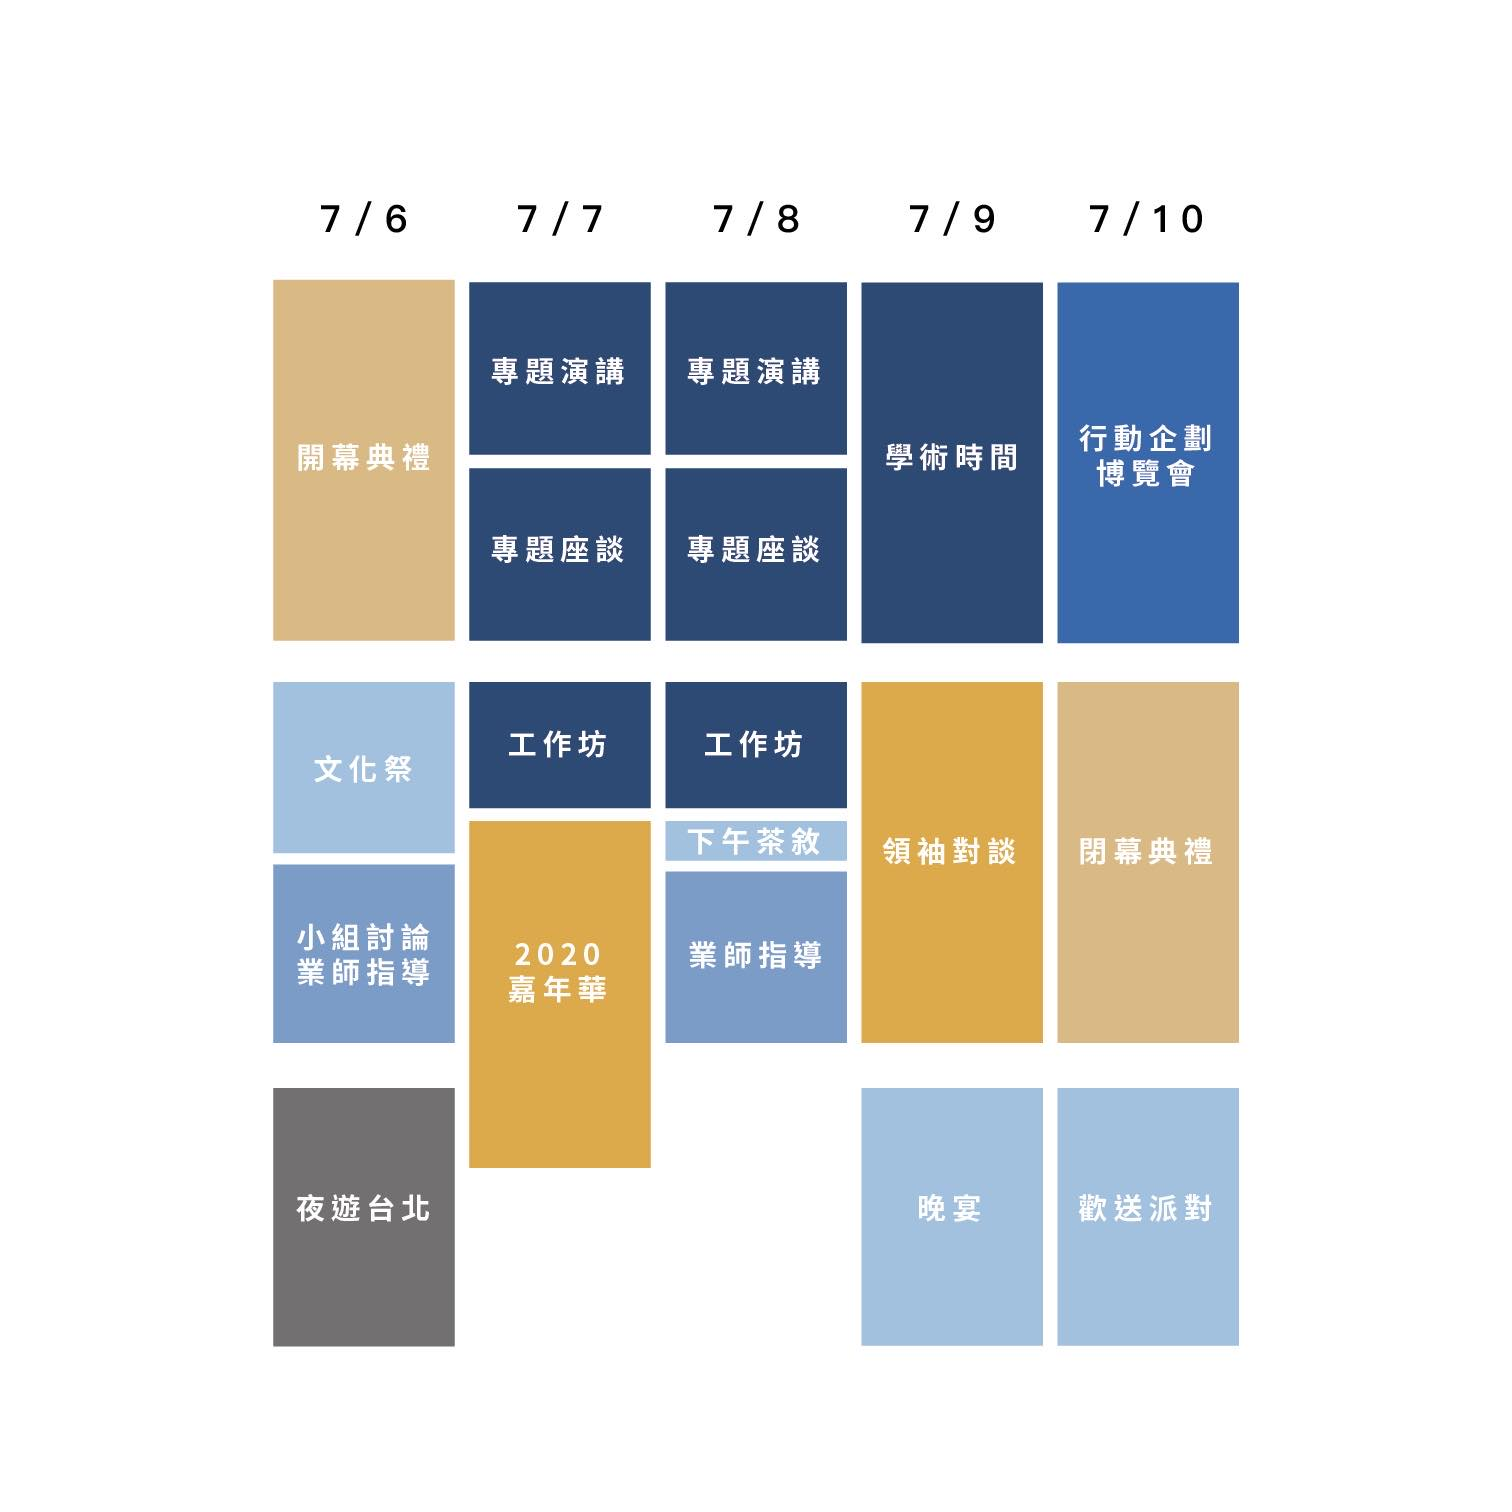 7/6
7/7
7/8
7/9
7/10
開幕典禮
專題演講
專題演講
學術時間
行動企劃
博覽會
專題座談
專題座談
文化祭
工作坊
工作坊
領袖對談
閉幕典禮
下午茶敘
小組討論
業師指導
2020
嘉年華
業師指導
夜遊台北
晚宴
歡送派對